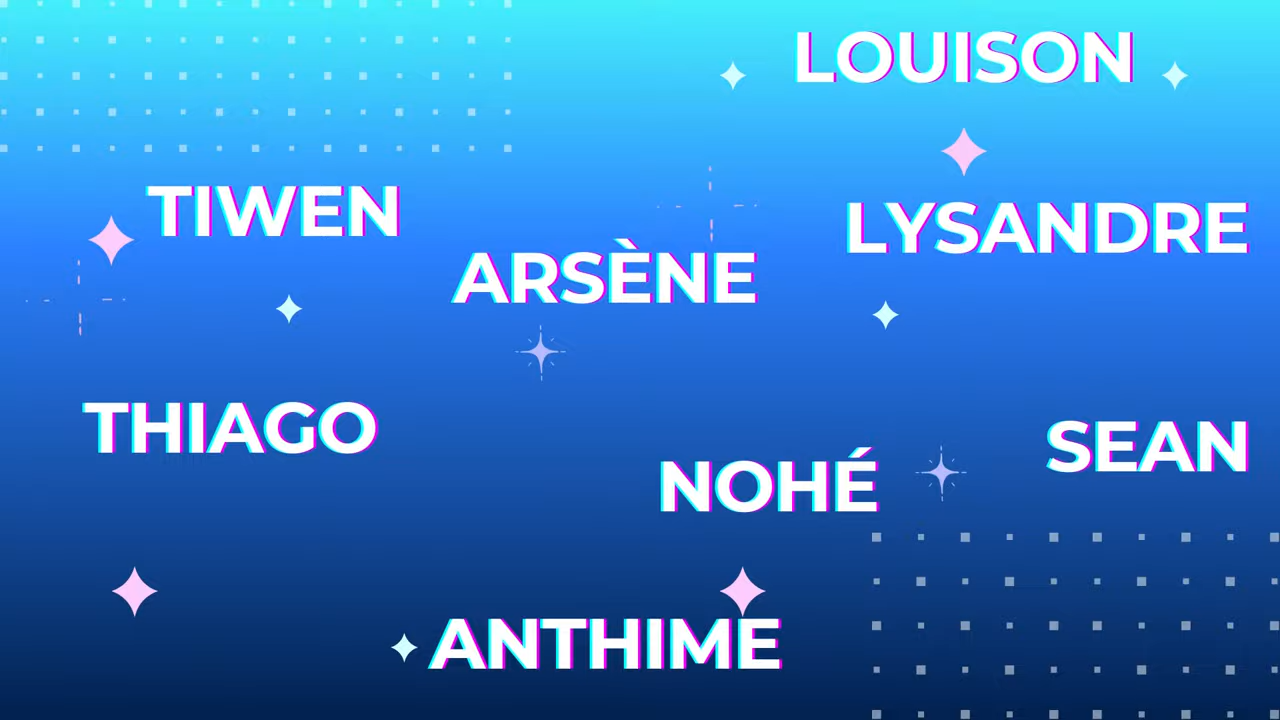 LOUISON
TIWEN
LYSANDRE
ARSÈNE
THIAGO
SEAN
NOHÉ
ANTHIME